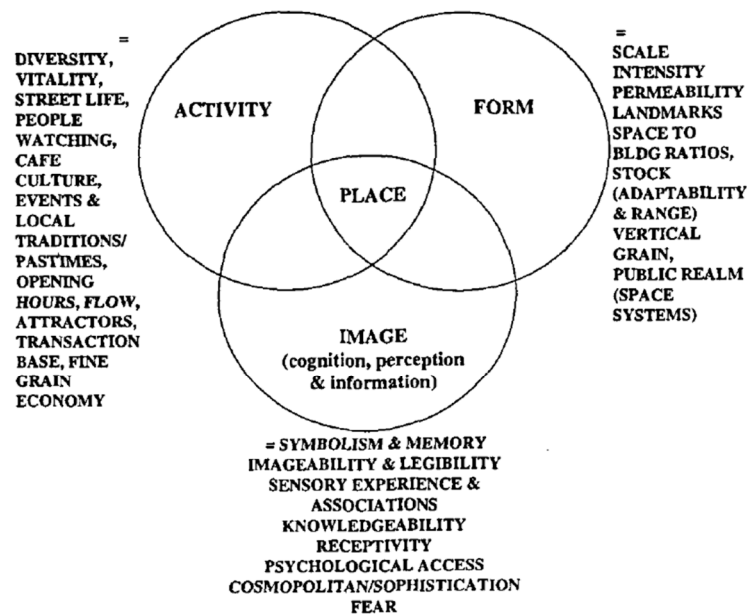 =
DIVERSITY,
VITALITY,
STREET LIFE,
PEOPLE
WATCHING,
CAFE
CULTURE,
EVENTS &
LOCAL
TRADITIONS/
PASTIMES,
OPENING
HOURS, FLOW,
ATTRACTORS,
TRANSACTION
BASE, FINE
GRAIN
ECONOMY
ACTIVITY
FORM
PLACE
IMAGE
(cognition, perception
& information)
=
SCALE
INTENSITY
PERMEABILITY
LANDMARKS
SPACE TO
BLDG RATIOS,
STOCK
(ADAPTABILITY
& RANGE)
VERTICAL
GRAIN,
PUBLIC REALM
(SPACE
SYSTEMS)
= SYMBOLISM & MEMORY
IMAGEABILITY & LEGIBILITY
SENSORY EXPERIENCE &
ASSOCIATIONS
KNOWLEDGEABILITY
RECEPTIVITY
PSYCHOLOGICAL ACCESS
COSMOPOLITAN/SOPHISTICATION
FEAR